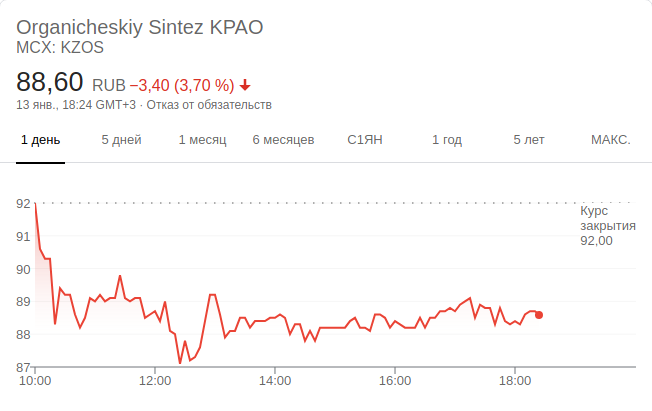 Organicheskiy Sintez KPAO
MCX: KZOS
88,60 RUB −3,40 (3,70 %)
13 янв., 18:24 GMT+3 · Отказ от обязательств
1 день 5 дней 1 месяц 6 месяцев С1ЯН 1 год 5 лет МАКС.
92
Курс
закрытия
92,00
91
90
89
88
87
10:00 12:00 14:00 16:00 18:00